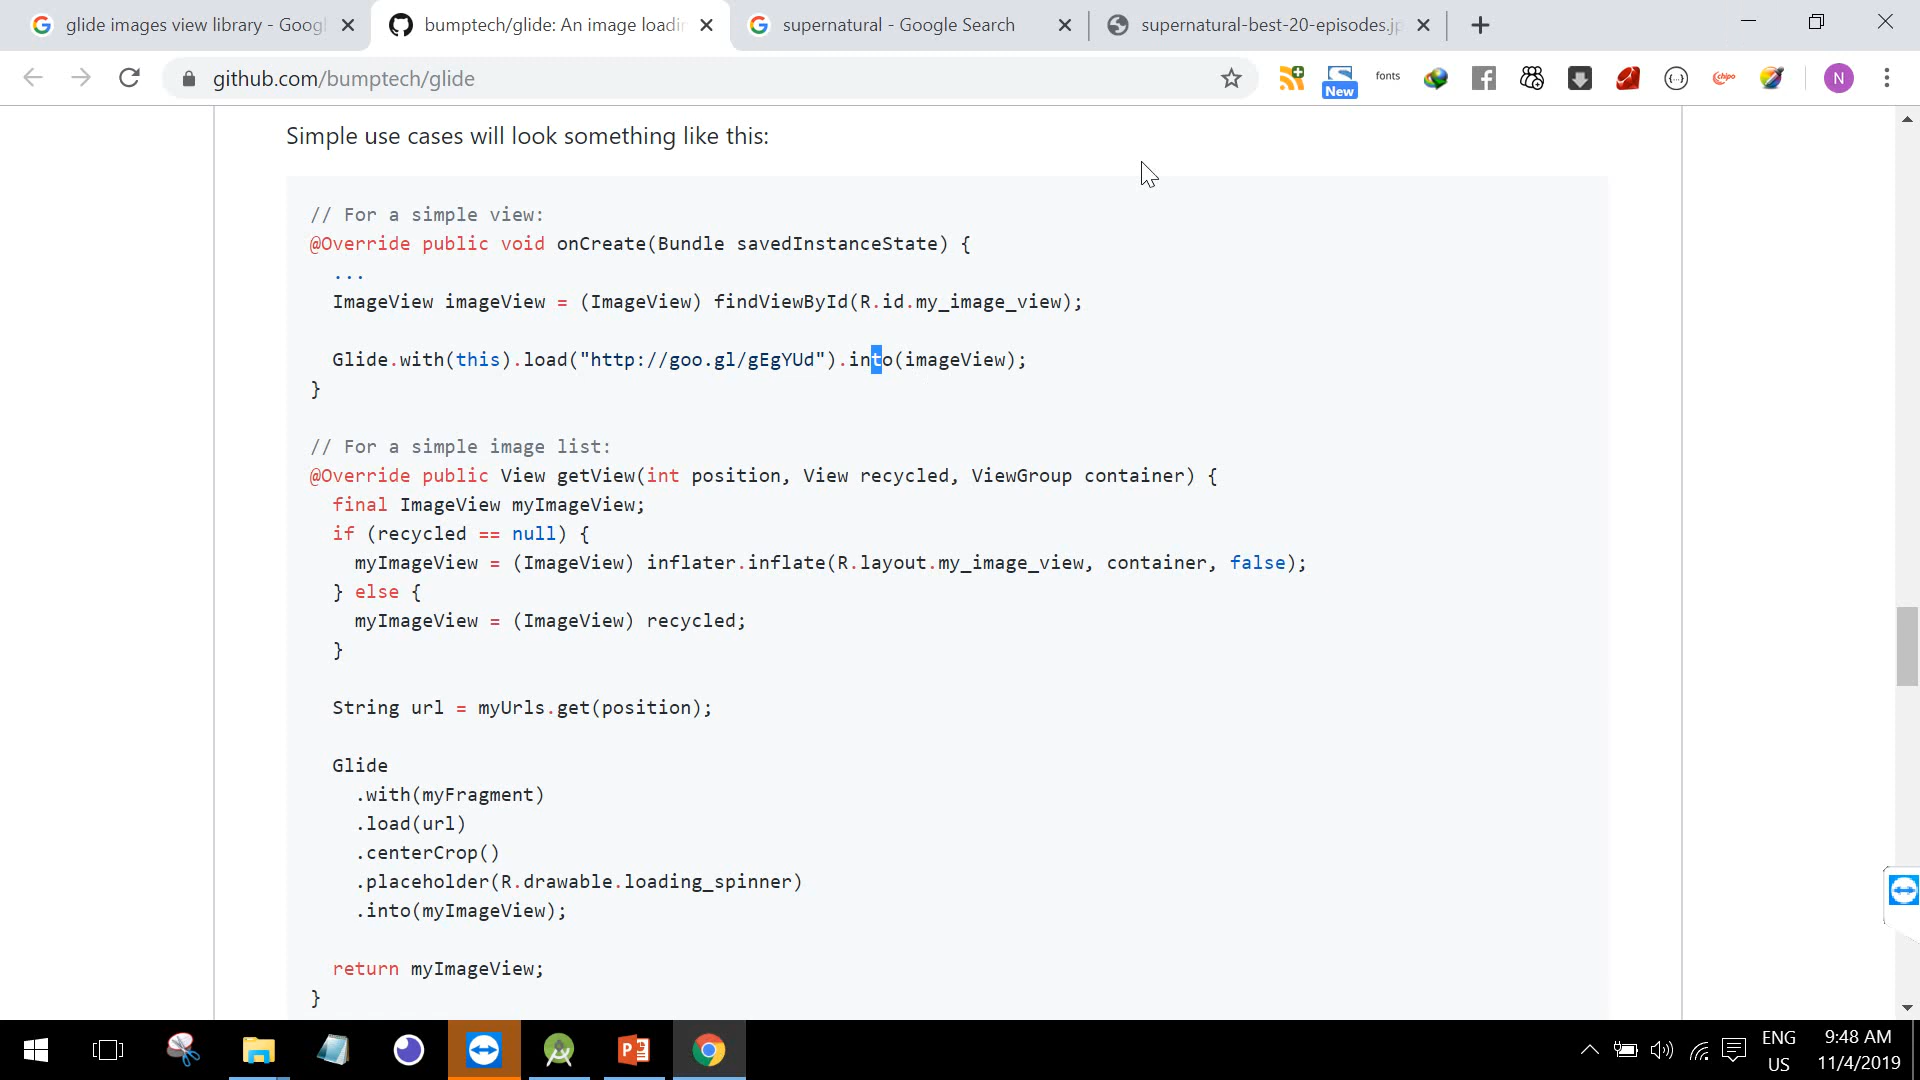 glide images view library - Googl
bumptech/glide: An image loadin
supernatural - Google Search
supernatural-best-20-episodes.jp
github.com/bumptech/glide
New
fonts
chipo
N
Simple use cases will look something like this:
// For a simple view:
@Override public void onCreate(Bundle savedInstanceState) {
...
ImageView imageView = (ImageView) findViewById(R.id.my_image_view);
Glide.with(this).load("http://goo.gl/gEgYUd").into(imageView);
}
// For a simple image list:
@Override public View getView(int position, View recycled, ViewGroup container) {
final ImageView myImageView;
if (recycled == null) {
myImageView = (ImageView) inflater.inflate(R.layout.my_image_view, container, false);
} else {
myImageView = (ImageView) recycled;
}
String url = myUrls.get(position);
Glide
.with(myFragment)
.load(url)
.centerCrop()
.placeholder(R.drawable.loading_spinner)
.into(myImageView);
return myImageView;
}
ENG
US
9:48 AM
11/4/2019